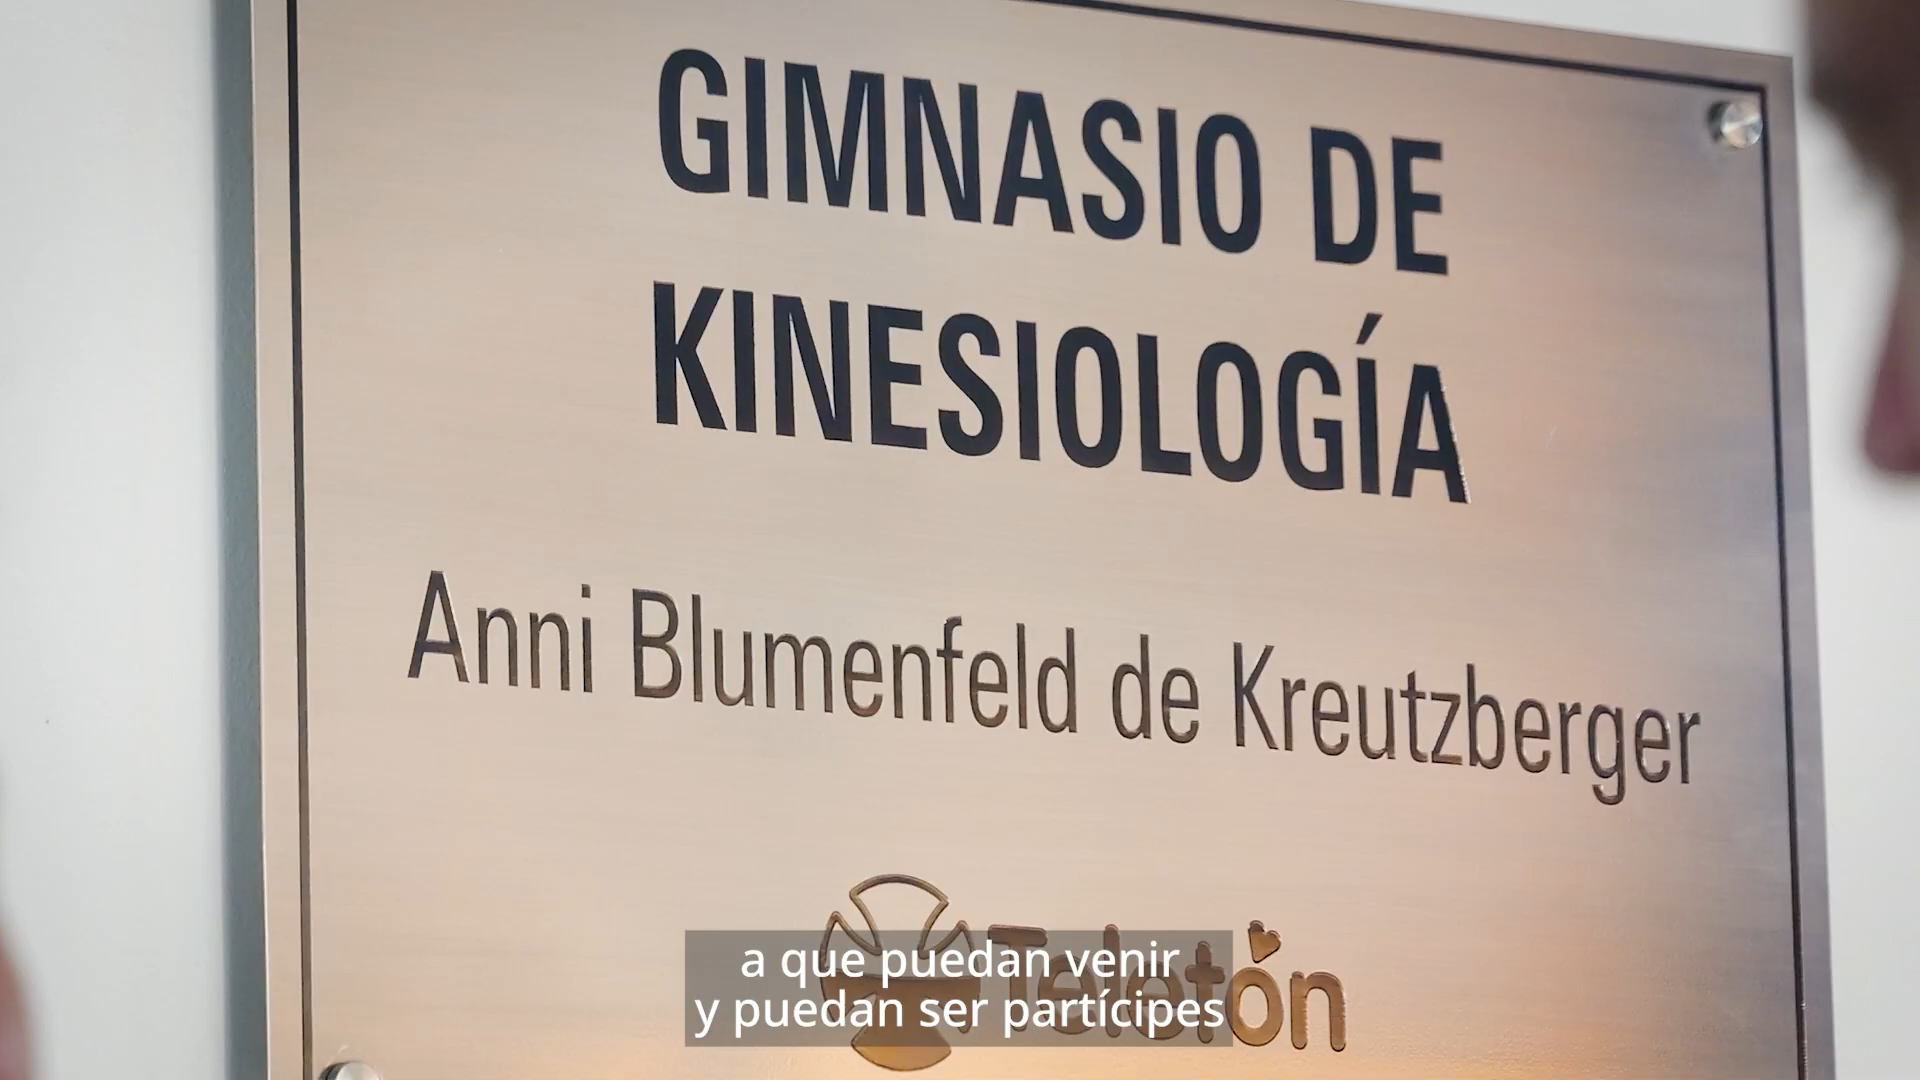 GIMNASIO DE
KINESIOLOGÍA
Anni Blumenfeld de Kreutzberger
Teletón
a que puedan venir
y puedan ser partícipes